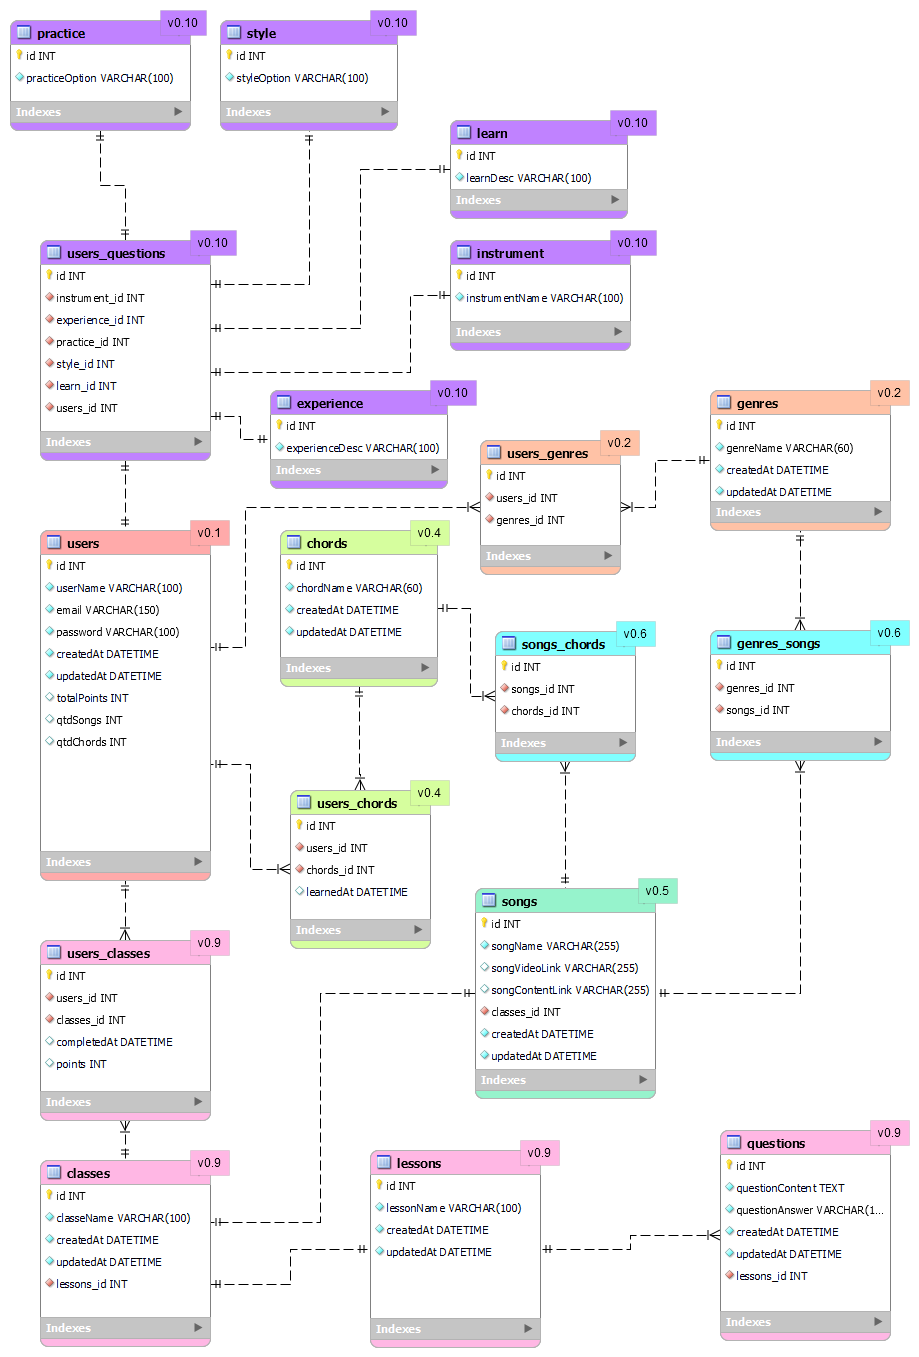 v0.10
practice
id INT
practiceOption VARCHAR(100)
Indexes
v0.10
style
id INT
styleOption VARCHAR(100)
Indexes
v0.10
learn
id INT
learnDesc VARCHAR(100)
Indexes
v0.10
users_questions
id INT
instrument_id INT
experience_id INT
practice_id INT
style_id INT
learn_id INT
users_id INT
Indexes
v0.10
instrument
id INT
instrumentName VARCHAR(100)
Indexes
v0.10
experience
id INT
experienceDesc VARCHAR(100)
Indexes
v0.2
genres
id INT
genreName VARCHAR(60)
createdAt DATETIME
updatedAt DATETIME
Indexes
v0.2
users_genres
id INT
users_id INT
genres_id INT
Indexes
v0.1
users
id INT
userName VARCHAR(100)
email VARCHAR(150)
password VARCHAR(100)
createdAt DATETIME
updatedAt DATETIME
totalPoints INT
qtdSongs INT
qtdChords INT
Indexes
v0.4
chords
id INT
chordName VARCHAR(60)
createdAt DATETIME
updatedAt DATETIME
Indexes
v0.6
songs_chords
id INT
songs_id INT
chords_id INT
Indexes
v0.6
genres_songs
id INT
genres_id INT
songs_id INT
Indexes
v0.4
users_chords
id INT
users_id INT
chords_id INT
learnedAt DATETIME
Indexes
v0.5
songs
id INT
songName VARCHAR(255)
songVideoLink VARCHAR(255)
songContentLink VARCHAR(255)
classes_id INT
createdAt DATETIME
updatedAt DATETIME
Indexes
v0.9
users_classes
id INT
users_id INT
classes_id INT
completedAt DATETIME
points INT
Indexes
v0.9
classes
id INT
classeName VARCHAR(100)
createdAt DATETIME
updatedAt DATETIME
lessons_id INT
Indexes
v0.9
lessons
id INT
lessonName VARCHAR(100)
createdAt DATETIME
updatedAt DATETIME
Indexes
v0.9
questions
id INT
questionContent TEXT
questionAnswer VARCHAR(1...
createdAt DATETIME
updatedAt DATETIME
lessons_id INT
Indexes